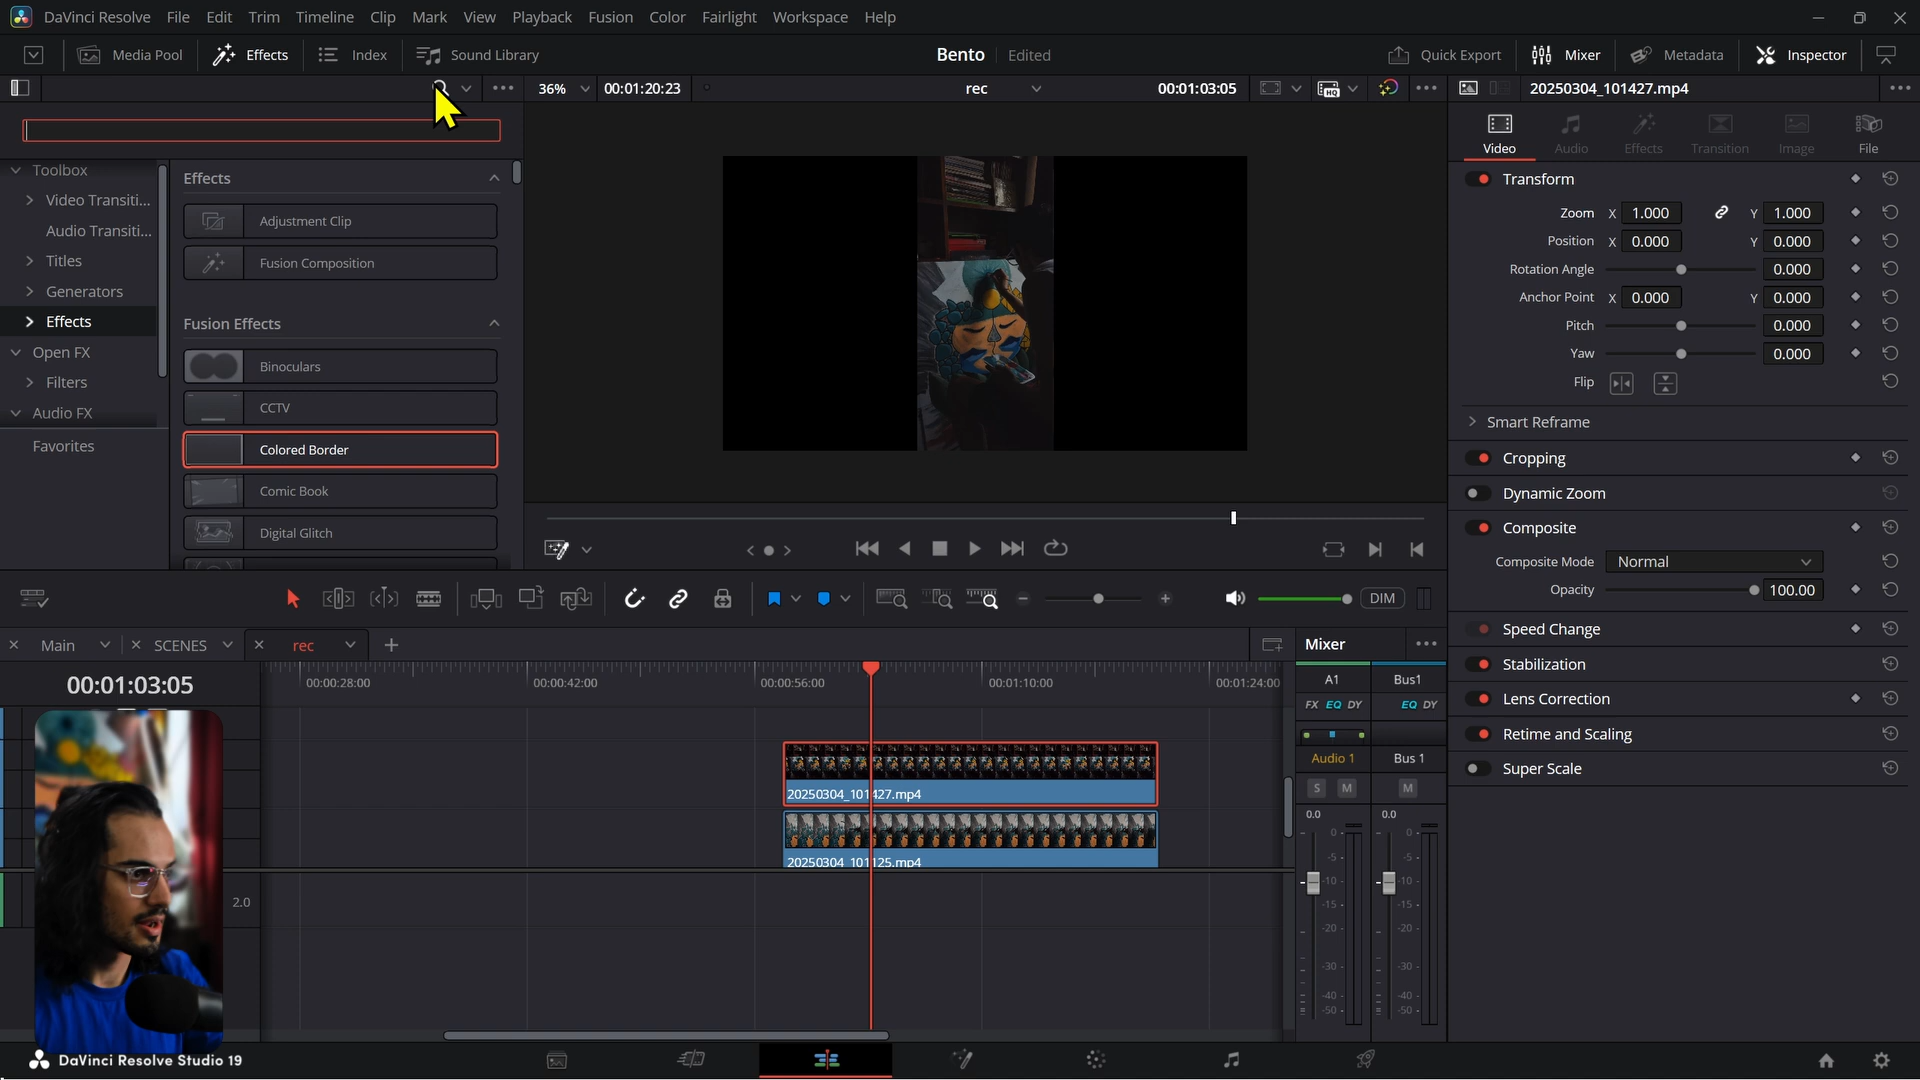 DaVinci Resolve File Edit Trim Timeline Clip Mark View Playback Fusion Color Fairlight Workspace Help
Media Pool Effects Index Sound Library Bento Edited Quick Export Mixer Metadata Inspector
36% 00:01:20:23 rec 00:01:03:05 HQ 20250304_101427.mp4
Video Audio Effects Transition Image File
Toolbox
Video Transiti...
Audio Transiti...
Titles
Generators
Effects
Open FX
Filters
Audio FX
Favorites
Effects
Adjustment Clip
Fusion Composition
Fusion Effects
Binoculars
CCTV
Colored Border
Comic Book
Digital Glitch
Transform
Zoom X 1.000 Y 1.000
Position X 0.000 Y 0.000
Rotation Angle 0.000
Anchor Point X 0.000 Y 0.000
Pitch 0.000
Yaw 0.000
Flip
Smart Reframe
Cropping
Dynamic Zoom
Composite
Composite Mode Normal
Opacity 100.00
Speed Change
Stabilization
Lens Correction
Retime and Scaling
Super Scale
DIM
Main SCENES rec
00:01:03:05
00:00:28:00 00:00:42:00 00:00:56:00 00:01:10:00 00:01:24:00
20250304_101427.mp4
20250304_101125.mp4
2.0
Mixer
A1 Bus1
FX EQ DY EQ DY
Audio 1 Bus 1
S M M
0.0 0.0
0 0
-5 -5
-10 -10
-15 -15
-20 -20
-30 -30
-40 -40
-50 -50
DaVinci Resolve Studio 19